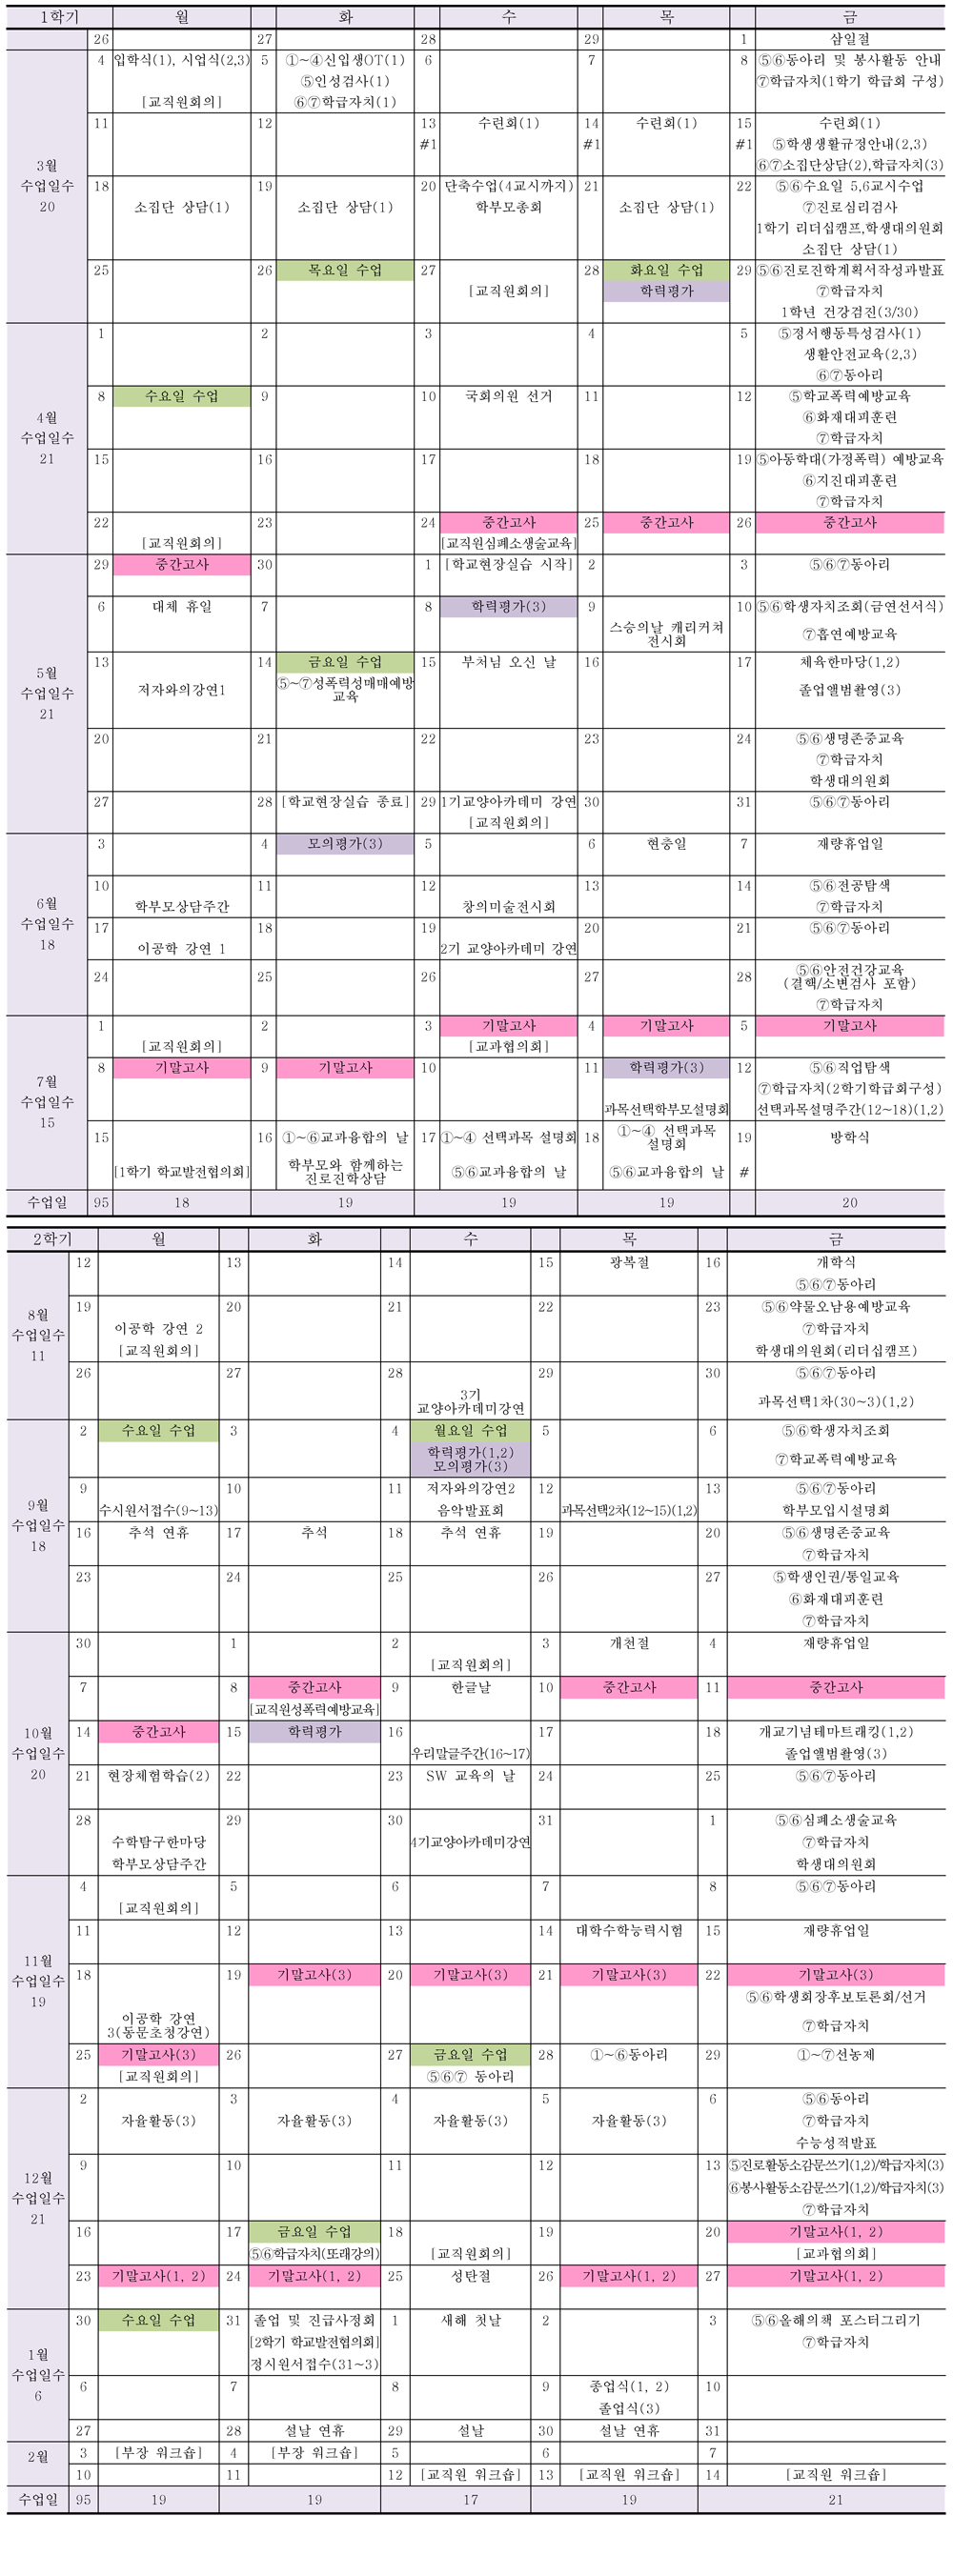 1학기 월 화 수 목 금
26 27 28 29 1 삼일절
3월
수업일수
20
4 입학식(1), 시업식(2,3) 5 ①~④신입생OT(1) 6 7 8 ⑤⑥동아리 및 봉사활동 안내
⑤인성검사(1) ⑦학급자치(1학기 학급회 구성)
[교직원회의] ⑥⑦학급자치(1)
11 12 13 수련회(1) 14 수련회(1) 15 수련회(1)
#1 #1 #1 ⑤학생생활규정안내(2,3)
⑥⑦소집단상담(2),학급자치(3)
18 19 20 단축수업(4교시까지) 21 22 ⑤⑥수요일 5,6교시수업
소집단 상담(1) 소집단 상담(1) 학부모총회 소집단 상담(1) ⑦진로심리검사
1학기 리더십캠프,학생대의원회
소집단 상담(1)
25 26 목요일 수업 27 28 화요일 수업 29 ⑤⑥진로진학계획서작성과발표
[교직원회의] 학력평가 ⑦학급자치
1학년 건강검진(3/30)
4월
수업일수
21
1 2 3 4 5 ⑤정서행동특성검사(1)
생활안전교육(2,3)
⑥⑦동아리
8 수요일 수업 9 10 국회의원 선거 11 12 ⑤학교폭력예방교육
⑥화재대피훈련
⑦학급자치
15 16 17 18 19 ⑤아동학대(가정폭력) 예방교육
⑥지진대피훈련
⑦학급자치
22 23 24 중간고사 25 중간고사 26 중간고사
[교직원회의] [교직원심폐소생술교육]
5월
수업일수
21
29 중간고사 30 1 [학교현장실습 시작] 2 3 ⑤⑥⑦동아리
6 대체 휴일 7 8 학력평가(3) 9 10 ⑤⑥학생자치조회(금연선서식)
스승의날 캐리커쳐
전시회 ⑦흡연예방교육
13 14 금요일 수업 15 부처님 오신 날 16 17 체육한마당(1,2)
저자와의강연1 ⑤~⑦성폭력성매매예방
교육 졸업앨범촬영(3)
20 21 22 23 24 ⑤⑥생명존중교육
⑦학급자치
학생대의원회
27 28 [학교현장실습 종료] 29 1기교양아카데미 강연 30 31 ⑤⑥⑦동아리
[교직원회의]
6월
수업일수
18
3 4 모의평가(3) 5 6 현충일 7 재량휴업일
10 11 12 13 14 ⑤⑥전공탐색
학부모상담주간 창의미술전시회 ⑦학급자치
17 18 19 20 21 ⑤⑥⑦동아리
이공학 강연 1 2기 교양아카데미 강연
24 25 26 27 28 ⑤⑥안전건강교육
(결핵/소변검사 포함)
⑦학급자치
7월
수업일수
15
1 2 3 기말고사 4 기말고사 5 기말고사
[교직원회의] [교과협의회]
8 기말고사 9 기말고사 10 11 학력평가(3) 12 ⑤⑥직업탐색
⑦학급자치(2학기학급회구성)
과목선택학부모설명회 선택과목설명주간(12~18)(1,2)
15 16 ①~⑥교과융합의 날 17 ①~④ 선택과목 설명회 18 ①~④ 선택과목
설명회 19 방학식
[1학기 학교발전협의회] 학부모와 함께하는
진로진학상담 ⑤⑥교과융합의 날 ⑤⑥교과융합의 날 #
수업일 95 18 19 19 19 20
2학기 월 화 수 목 금
8월
수업일수
11
12 13 14 15 광복절 16 개학식
⑤⑥⑦동아리
19 20 21 22 23 ⑤⑥약물오남용예방교육
이공학 강연 2 ⑦학급자치
[교직원회의] 학생대의원회(리더십캠프)
26 27 28 29 30 ⑤⑥⑦동아리
3기
교양아카데미강연 과목선택1차(30~3)(1,2)
9월
수업일수
18
2 수요일 수업 3 4 월요일 수업 5 6 ⑤⑥학생자치조회
학력평가(1,2)
모의평가(3) ⑦학교폭력예방교육
9 10 11 저자와의강연2 12 13 ⑤⑥⑦동아리
수시원서접수(9~13) 음악발표회 과목선택2차(12~15)(1,2) 학부모입시설명회
16 추석 연휴 17 추석 18 추석 연휴 19 20 ⑤⑥생명존중교육
⑦학급자치
23 24 25 26 27 ⑤학생인권/통일교육
⑥화재대피훈련
⑦학급자치
10월
수업일수
20
30 1 2 3 개천절 4 재량휴업일
[교직원회의]
7 8 중간고사 9 한글날 10 중간고사 11 중간고사
[교직원성폭력예방교육]
14 중간고사 15 학력평가 16 17 18 개교기념테마트래킹(1,2)
우리말글주간(16~17) 졸업앨범촬영(3)
21 현장체험학습(2) 22 23 SW 교육의 날 24 25 ⑤⑥⑦동아리
28 29 30 31 1 ⑤⑥심폐소생술교육
수학탐구한마당 4기교양아카데미강연 ⑦학급자치
학부모상담주간 학생대의원회
11월
수업일수
19
4 5 6 7 8 ⑤⑥⑦동아리
[교직원회의]
11 12 13 14 대학수학능력시험 15 재량휴업일
18 19 기말고사(3) 20 기말고사(3) 21 기말고사(3) 22 기말고사(3)
⑤⑥학생회장후보토론회/선거
이공학 강연
3(동문초청강연) ⑦학급자치
25 기말고사(3) 26 27 금요일 수업 28 ①~⑥동아리 29 ①~⑦선농제
[교직원회의] ⑤⑥⑦ 동아리
12월
수업일수
21
2 3 4 5 6 ⑤⑥동아리
자율활동(3) 자율활동(3) 자율활동(3) 자율활동(3) ⑦학급자치
수능성적발표
9 10 11 12 13 ⑤진로활동소감문쓰기(1,2)/학급자치(3)
⑥봉사활동소감문쓰기(1,2)/학급자치(3)
⑦학급자치
16 17 금요일 수업 18 19 20 기말고사(1, 2)
⑤⑥학급자치(또래강의) [교직원회의] [교과협의회]
23 기말고사(1, 2) 24 기말고사(1, 2) 25 성탄절 26 기말고사(1, 2) 27 기말고사(1, 2)
1월
수업일수
6
30 수요일 수업 31 졸업 및 진급사정회 1 새해 첫날 2 3 ⑤⑥올해의책 포스터그리기
[2학기 학교발전협의회] ⑦학급자치
정시원서접수(31~3)
6 7 8 9 종업식(1, 2) 10
졸업식(3)
27 28 설날 연휴 29 설날 30 설날 연휴 31
2월
3 [부장 워크숍] 4 [부장 워크숍] 5 6 7
10 11 12 [교직원 워크숍] 13 [교직원 워크숍] 14 [교직원 워크숍]
수업일 95 19 19 17 19 21